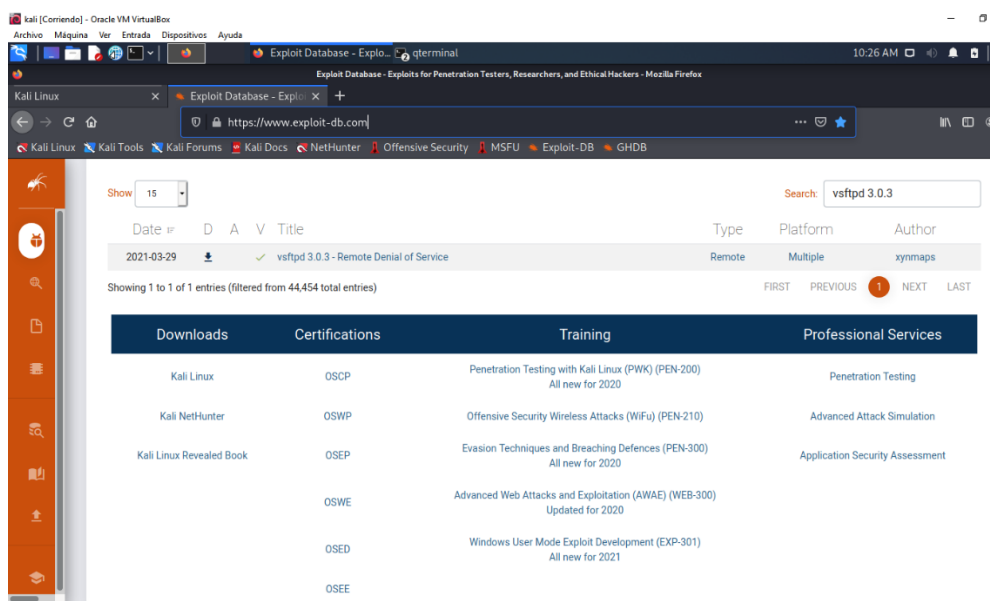 kali [Corriendo] - Oracle VM VirtualBox
Archivo Máquina Ver Entrada Dispositivos Ayuda
Exploit Database - Explo... qterminal 10:26 AM
Exploit Database - Exploits for Penetration Testers, Researchers, and Ethical Hackers - Mozilla Firefox
Kali Linux Exploit Database - Explo
https://www.exploit-db.com
Kali Linux Kali Tools Kali Forums Kali Docs NetHunter Offensive Security MSFU Exploit-DB GHDB
Show 15 Search: vsftpd 3.0.3
Date D A V Title Type Platform Author
2021-03-29 vsftpd 3.0.3 - Remote Denial of Service Remote Multiple xynmaps
Showing 1 to 1 of 1 entries (filtered from 44,454 total entries) FIRST PREVIOUS 1 NEXT LAST
Downloads Certifications Training Professional Services
Kali Linux OSCP Penetration Testing with Kali Linux (PWK) (PEN-200) Penetration Testing
All new for 2020
Kali NetHunter OSWP Offensive Security Wireless Attacks (WiFu) (PEN-210) Advanced Attack Simulation
Kali Linux Revealed Book OSEP Evasion Techniques and Breaching Defences (PEN-300) Application Security Assessment
All new for 2020
OSWE Advanced Web Attacks and Exploitation (AWAE) (WEB-300)
Updated for 2020
OSED Windows User Mode Exploit Development (EXP-301)
All new for 2021
OSEE